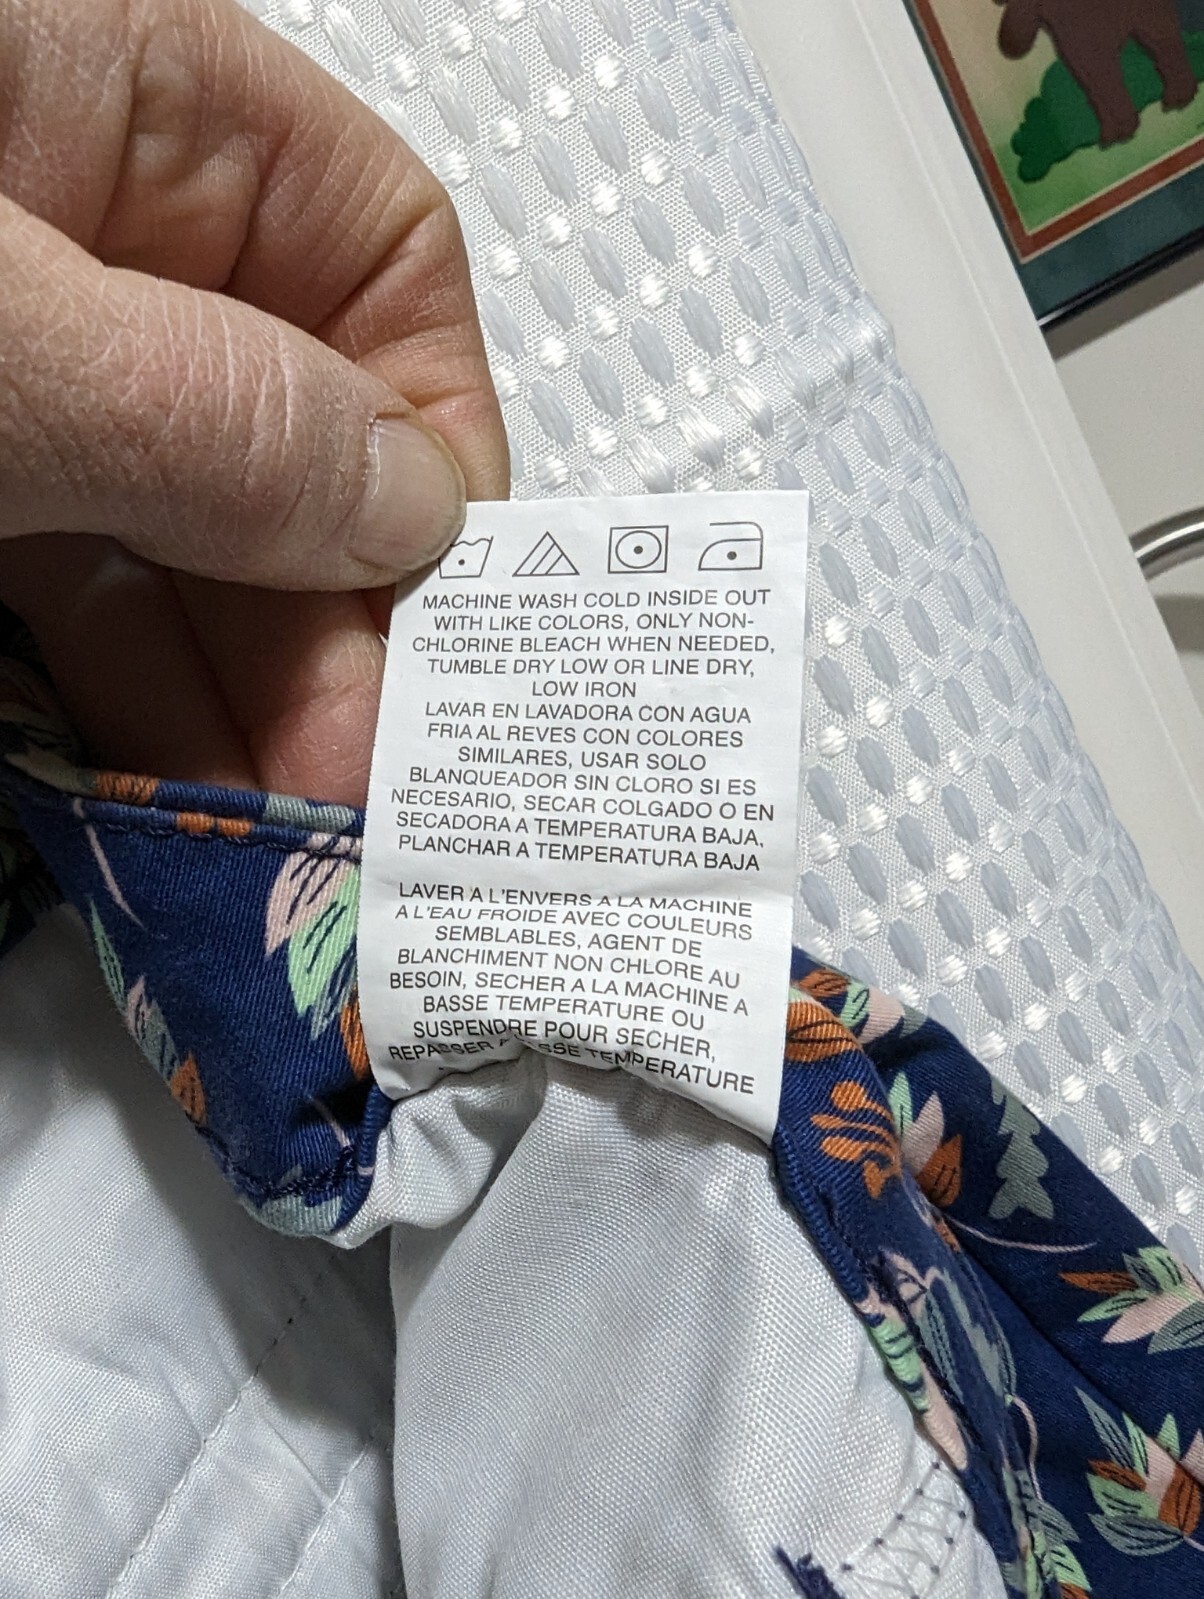 MACHINE WASH COLD INSIDE OUT
WITH LIKE COLORS, ONLY NON-
CHLORINE BLEACH WHEN NEEDED,
TUMBLE DRY LOW OR LINE DRY,
LOW IRON
LAVAR EN LAVADORA CON AGUA
FRIA AL REVES CON COLORES
SIMILARES, USAR SOLO
BLANQUEADOR SIN CLORO SI ES
NECESARIO, SECAR COLGADO O EN
SECADORA A TEMPERATURA BAJA,
PLANCHAR A TEMPERATURA BAJA
LAVER A L'ENVERS A LA MACHINE
A L'EAU FROIDE AVEC COULEURS
SEMBLABLES, AGENT DE
BLANCHIMENT NON CHLORE AU
BESOIN, SECHER A LA MACHINE A
BASSE TEMPERATURE OU
SUSPENDRE POUR SECHER,
REPASSER A BASSE TEMPERATURE